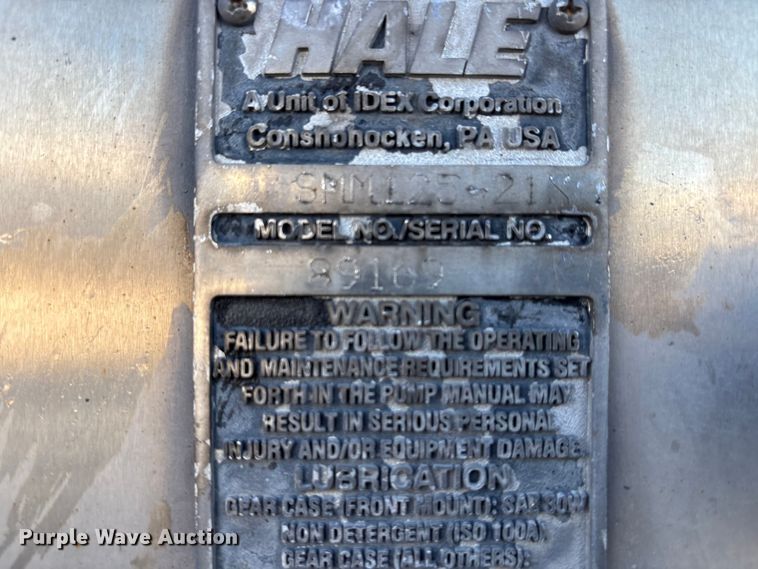 HALE
A Unit of IDEX Corporation
Conshohocken, PA USA
MODEL NO./SERIAL NO.
89169
WARNING
FAILURE TO FOLLOW THE OPERATING
AND MAINTENANCE REQUIREMENTS SET
FORTH IN THE PUMP MANUAL MAY
RESULT IN SERIOUS PERSONAL
INJURY AND/OR EQUIPMENT DAMAGE.
LUBRICATION
GEAR CASE (FRONT MOUNT): SAE 30W
NON DETERGENT (ISO 100A).
GEAR CASE (ALL OTHERS):
Purple Wave Auction